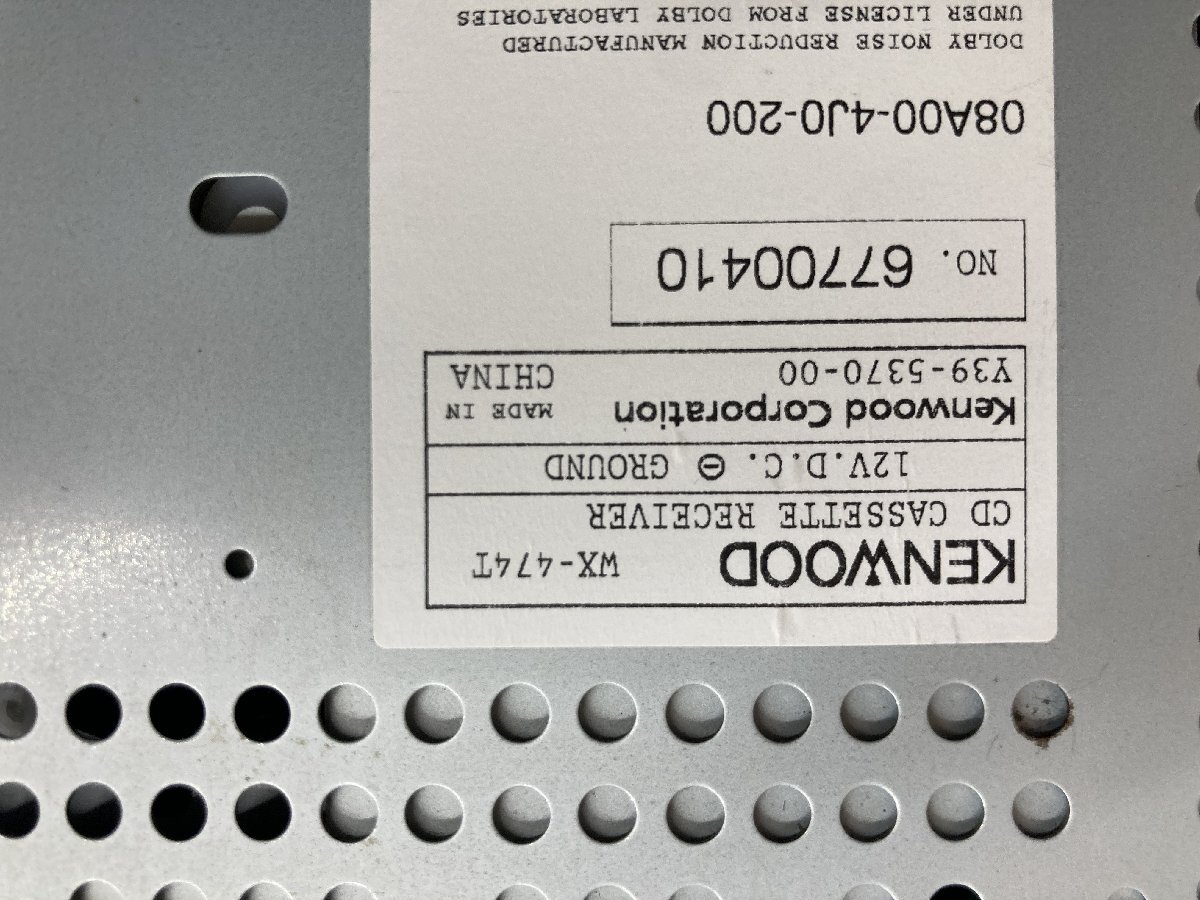 KENWOOD WX-474T
CD CASSETTE RECEIVER
12V.D.C. ⊖ GROUND
Kenwood Corporation MADE IN
Y39-5370-00 CHINA
NO. 67700410
08A00-4J0-200
DOLBY NOISE REDUCTION MANUFACTURED
UNDER LICENSE FROM DOLBY LABORATORIES